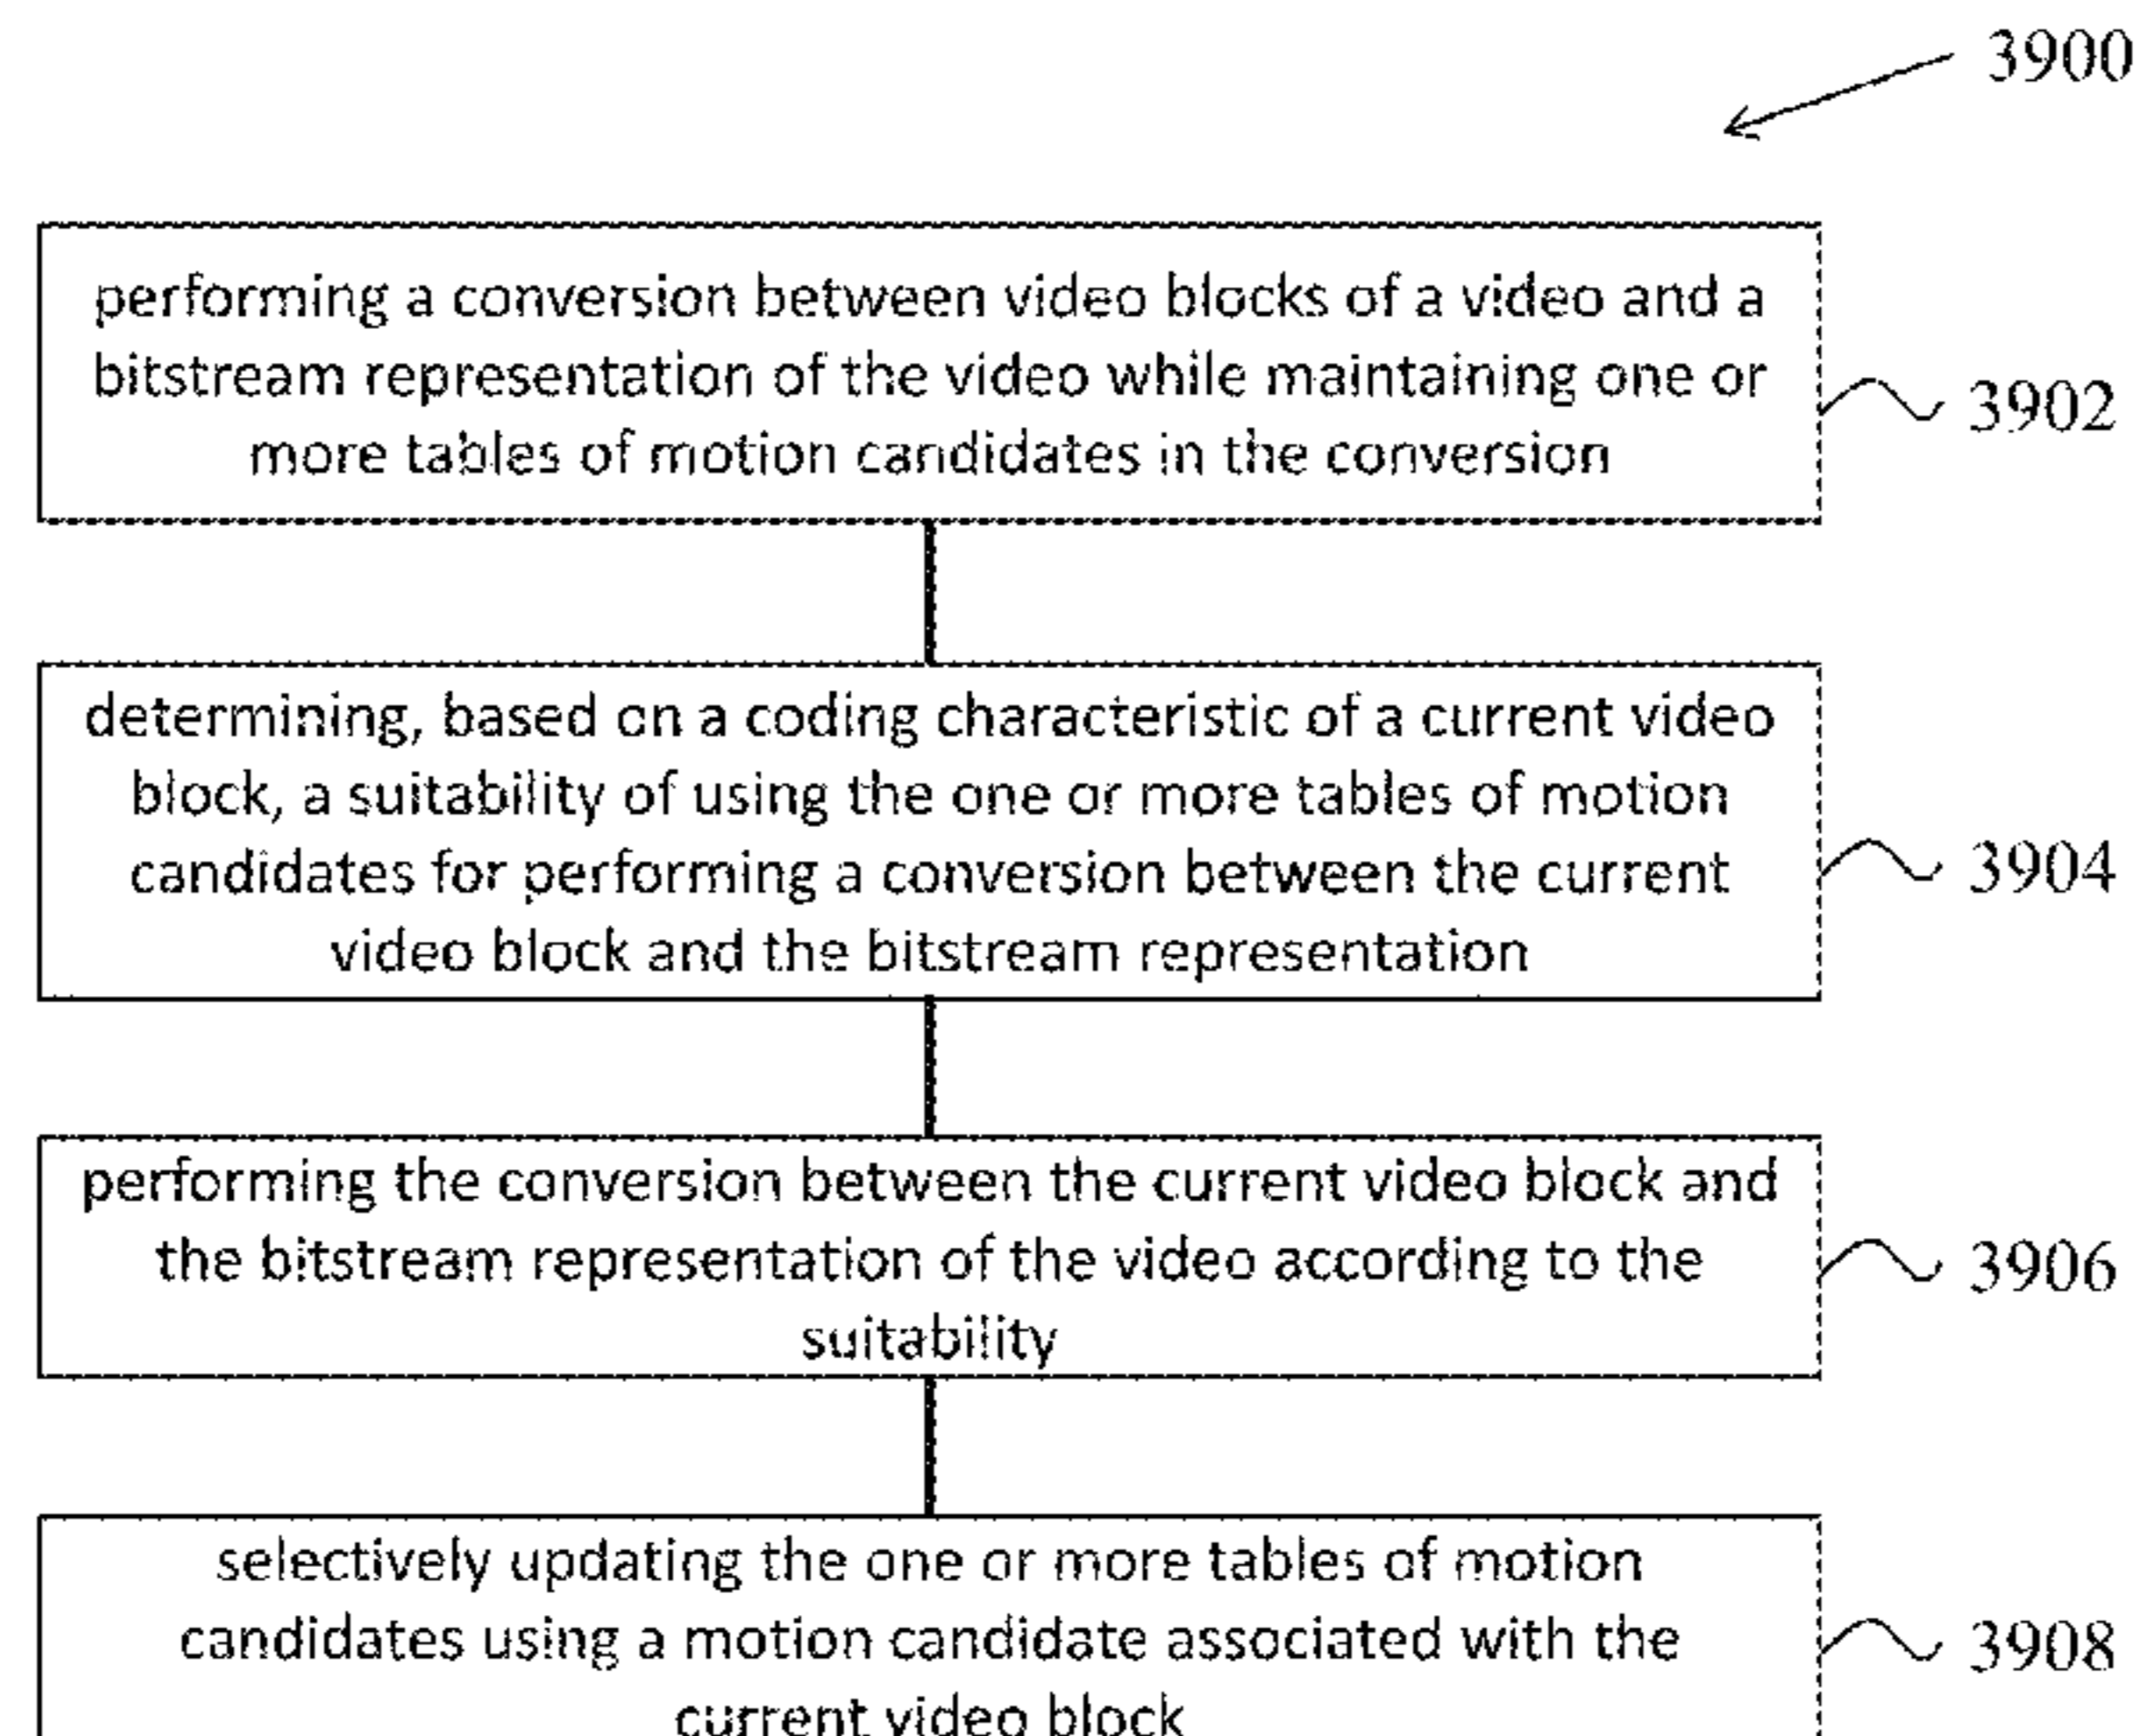 3900
performing a conversion between video blocks of a video and a
bitstream representation of the video while maintaining one or
more tables of motion candidates in the conversion
3902
determining, based on a coding characteristic of a current video
block, a suitability of using the one or more tables of motion
candidates for performing a conversion between the current
video block and the bitstream representation
3904
performing the conversion between the current video block and
the bitstream representation of the video according to the
suitability
3906
selectively updating the one or more tables of motion
candidates using a motion candidate associated with the
current video block
3908